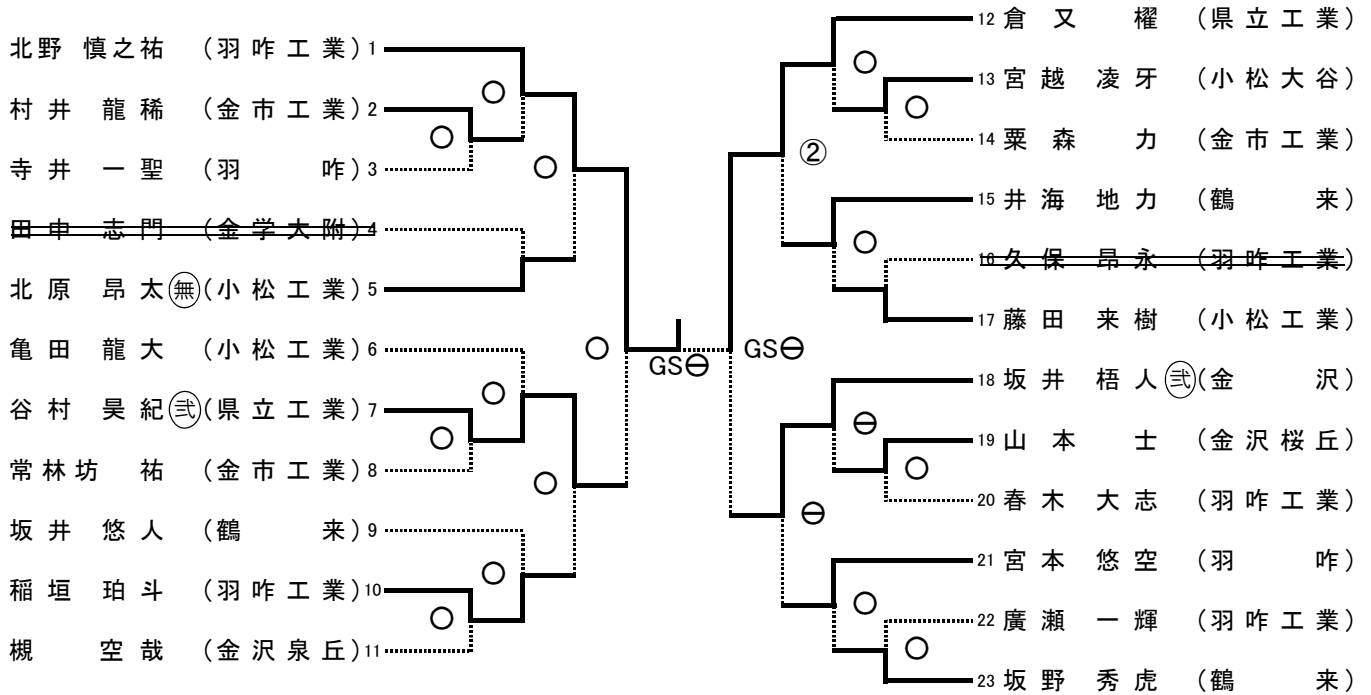 北野 慎之祐 (羽咋工業) 1
村井 龍稀 (金市工業) 2
寺井 一聖 (羽 咋) 3
田中 志門 (金学大附) 4
北原 昂太 無 (小松工業) 5
亀田 龍大 (小松工業) 6
谷村 昊紀 弐 (県立工業) 7
常林坊 祐 (金市工業) 8
坂井 悠人 (鶴 来) 9
稲垣 珀斗 (羽咋工業) 10
槻 空哉 (金沢泉丘) 11
GS
②
GS
12 倉又 櫂 (県立工業)
13 宮越 凌牙 (小松大谷)
14 粟森 力 (金市工業)
15 井海 地力 (鶴 来)
16 久保 昂永 (羽咋工業)
17 藤田 来樹 (小松工業)
18 坂井 梧人 弐 (金 沢)
19 山本 士 (金沢桜丘)
20 春木 大志 (羽咋工業)
21 宮本 悠空 (羽 咋)
22 廣瀬 一輝 (羽咋工業)
23 坂野 秀虎 (鶴 来)